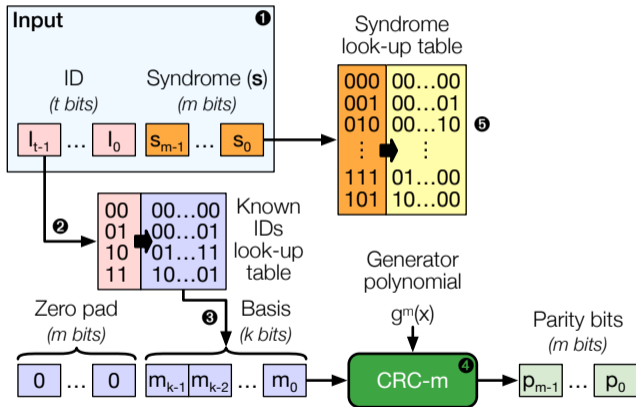 Input
❶
ID
(t bits)
Syndrome (s)
(m bits)
I_{t-1} ... I_0
s_{m-1} ... s_0
Syndrome
look-up table
000 00...00
001 00...01
010 00...10
⋮ ⋮
111 01...00
101 10...00
❺
❷
00 00...00
01 00...01
10 01...11
11 10...01
Known
IDs
look-up
table
❸
Zero pad
(m bits)
Basis
(k bits)
0 ... 0
m_{k-1} m_{k-2} ... m_0
Generator
polynomial
g^m(x)
CRC-m
❹
Parity bits
(m bits)
p_{m-1} ... p_0